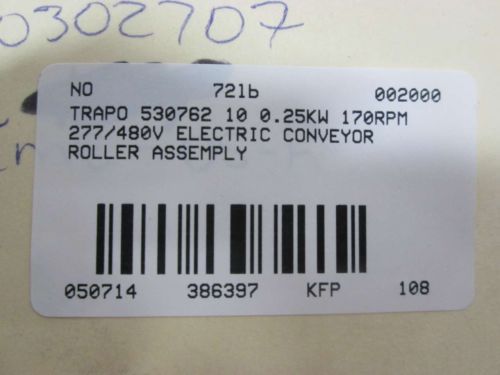 0302707
NO 721b 002000
TRAPO 530762 10 0.25KW 170RPM
277/480V ELECTRIC CONVEYOR
ROLLER ASSEMPLY
050714 386397 KFP 108